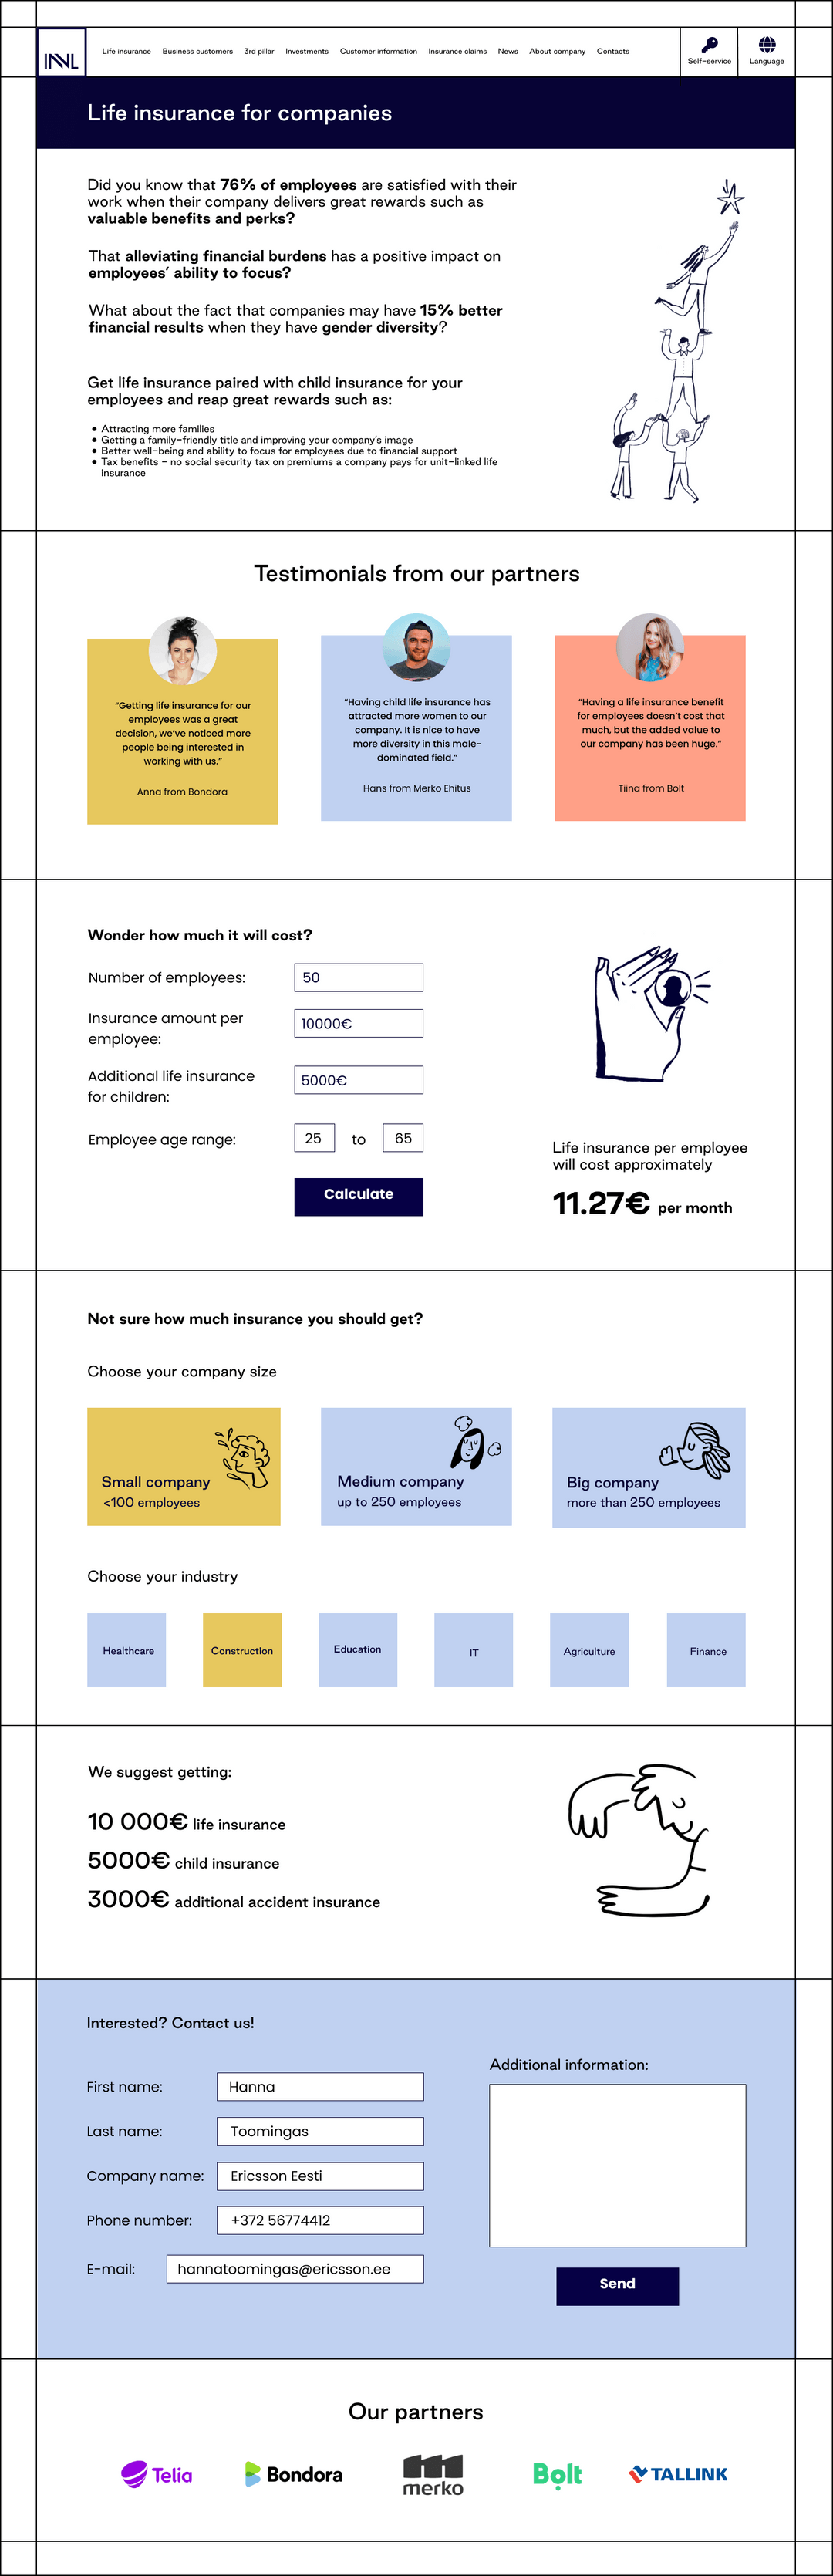 INNL
Life insurance
Business customers
3rd pillar
Investments
Customer information
Insurance claims
News
About company
Contacts
Self-service
Language
Life insurance for companies
Did you know that 76% of employees are satisfied with their
work when their company delivers great rewards such as
valuable benefits and perks?
That alleviating financial burdens has a positive impact on
employees’ ability to focus?
What about the fact that companies may have 15% better
financial results when they have gender diversity?
Get life insurance paired with child insurance for your
employees and reap great rewards such as:
• Attracting more families
• Getting a family-friendly title and improving your company's image
• Better well-being and ability to focus for employees due to financial support
• Tax benefits - no social security tax on premiums a company pays for unit-linked life
insurance
Testimonials from our partners
“Getting life insurance for our
employees was a great
decision, we’ve noticed more
people being interested in
working with us.”
Anna from Bondora
“Having child life insurance has
attracted more women to our
company. It is nice to have
more diversity in this male-
dominated field.”
Hans from Merko Ehitus
“Having a life insurance benefit
for employees doesn’t cost that
much, but the added value to
our company has been huge.”
Tiina from Bolt
Wonder how much it will cost?
Number of employees:
50
Insurance amount per
employee:
10000€
Additional life insurance
for children:
5000€
Employee age range:
25 to 65
Calculate
Life insurance per employee
will cost approximately
11.27€ per month
Not sure how much insurance you should get?
Choose your company size
Small company
<100 employees
Medium company
up to 250 employees
Big company
more than 250 employees
Choose your industry
Healthcare
Construction
Education
IT
Agriculture
Finance
We suggest getting:
10 000€ life insurance
5000€ child insurance
3000€ additional accident insurance
Interested? Contact us!
First name:
Hanna
Last name:
Toomingas
Company name:
Ericsson Eesti
Phone number:
+372 56774412
E-mail:
hannatoomingas@ericsson.ee
Additional information:
Send
Our partners
Telia
Bondora
merko
Bolt
TALLINK